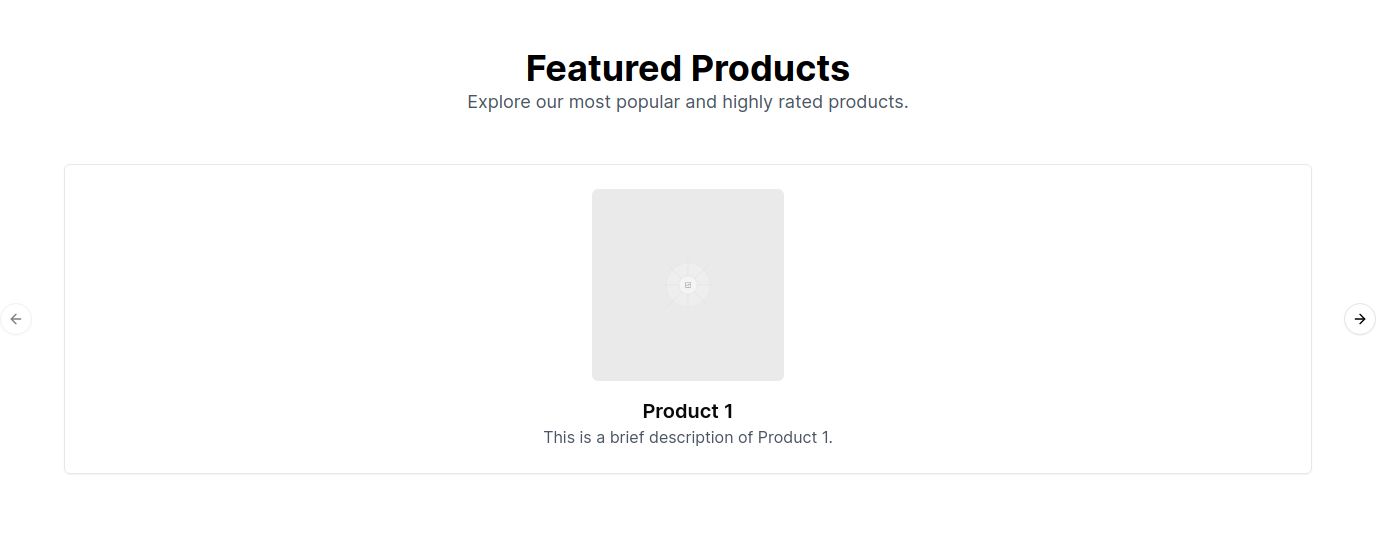 Featured Products
Explore our most popular and highly rated products.
Product 1
This is a brief description of Product 1.